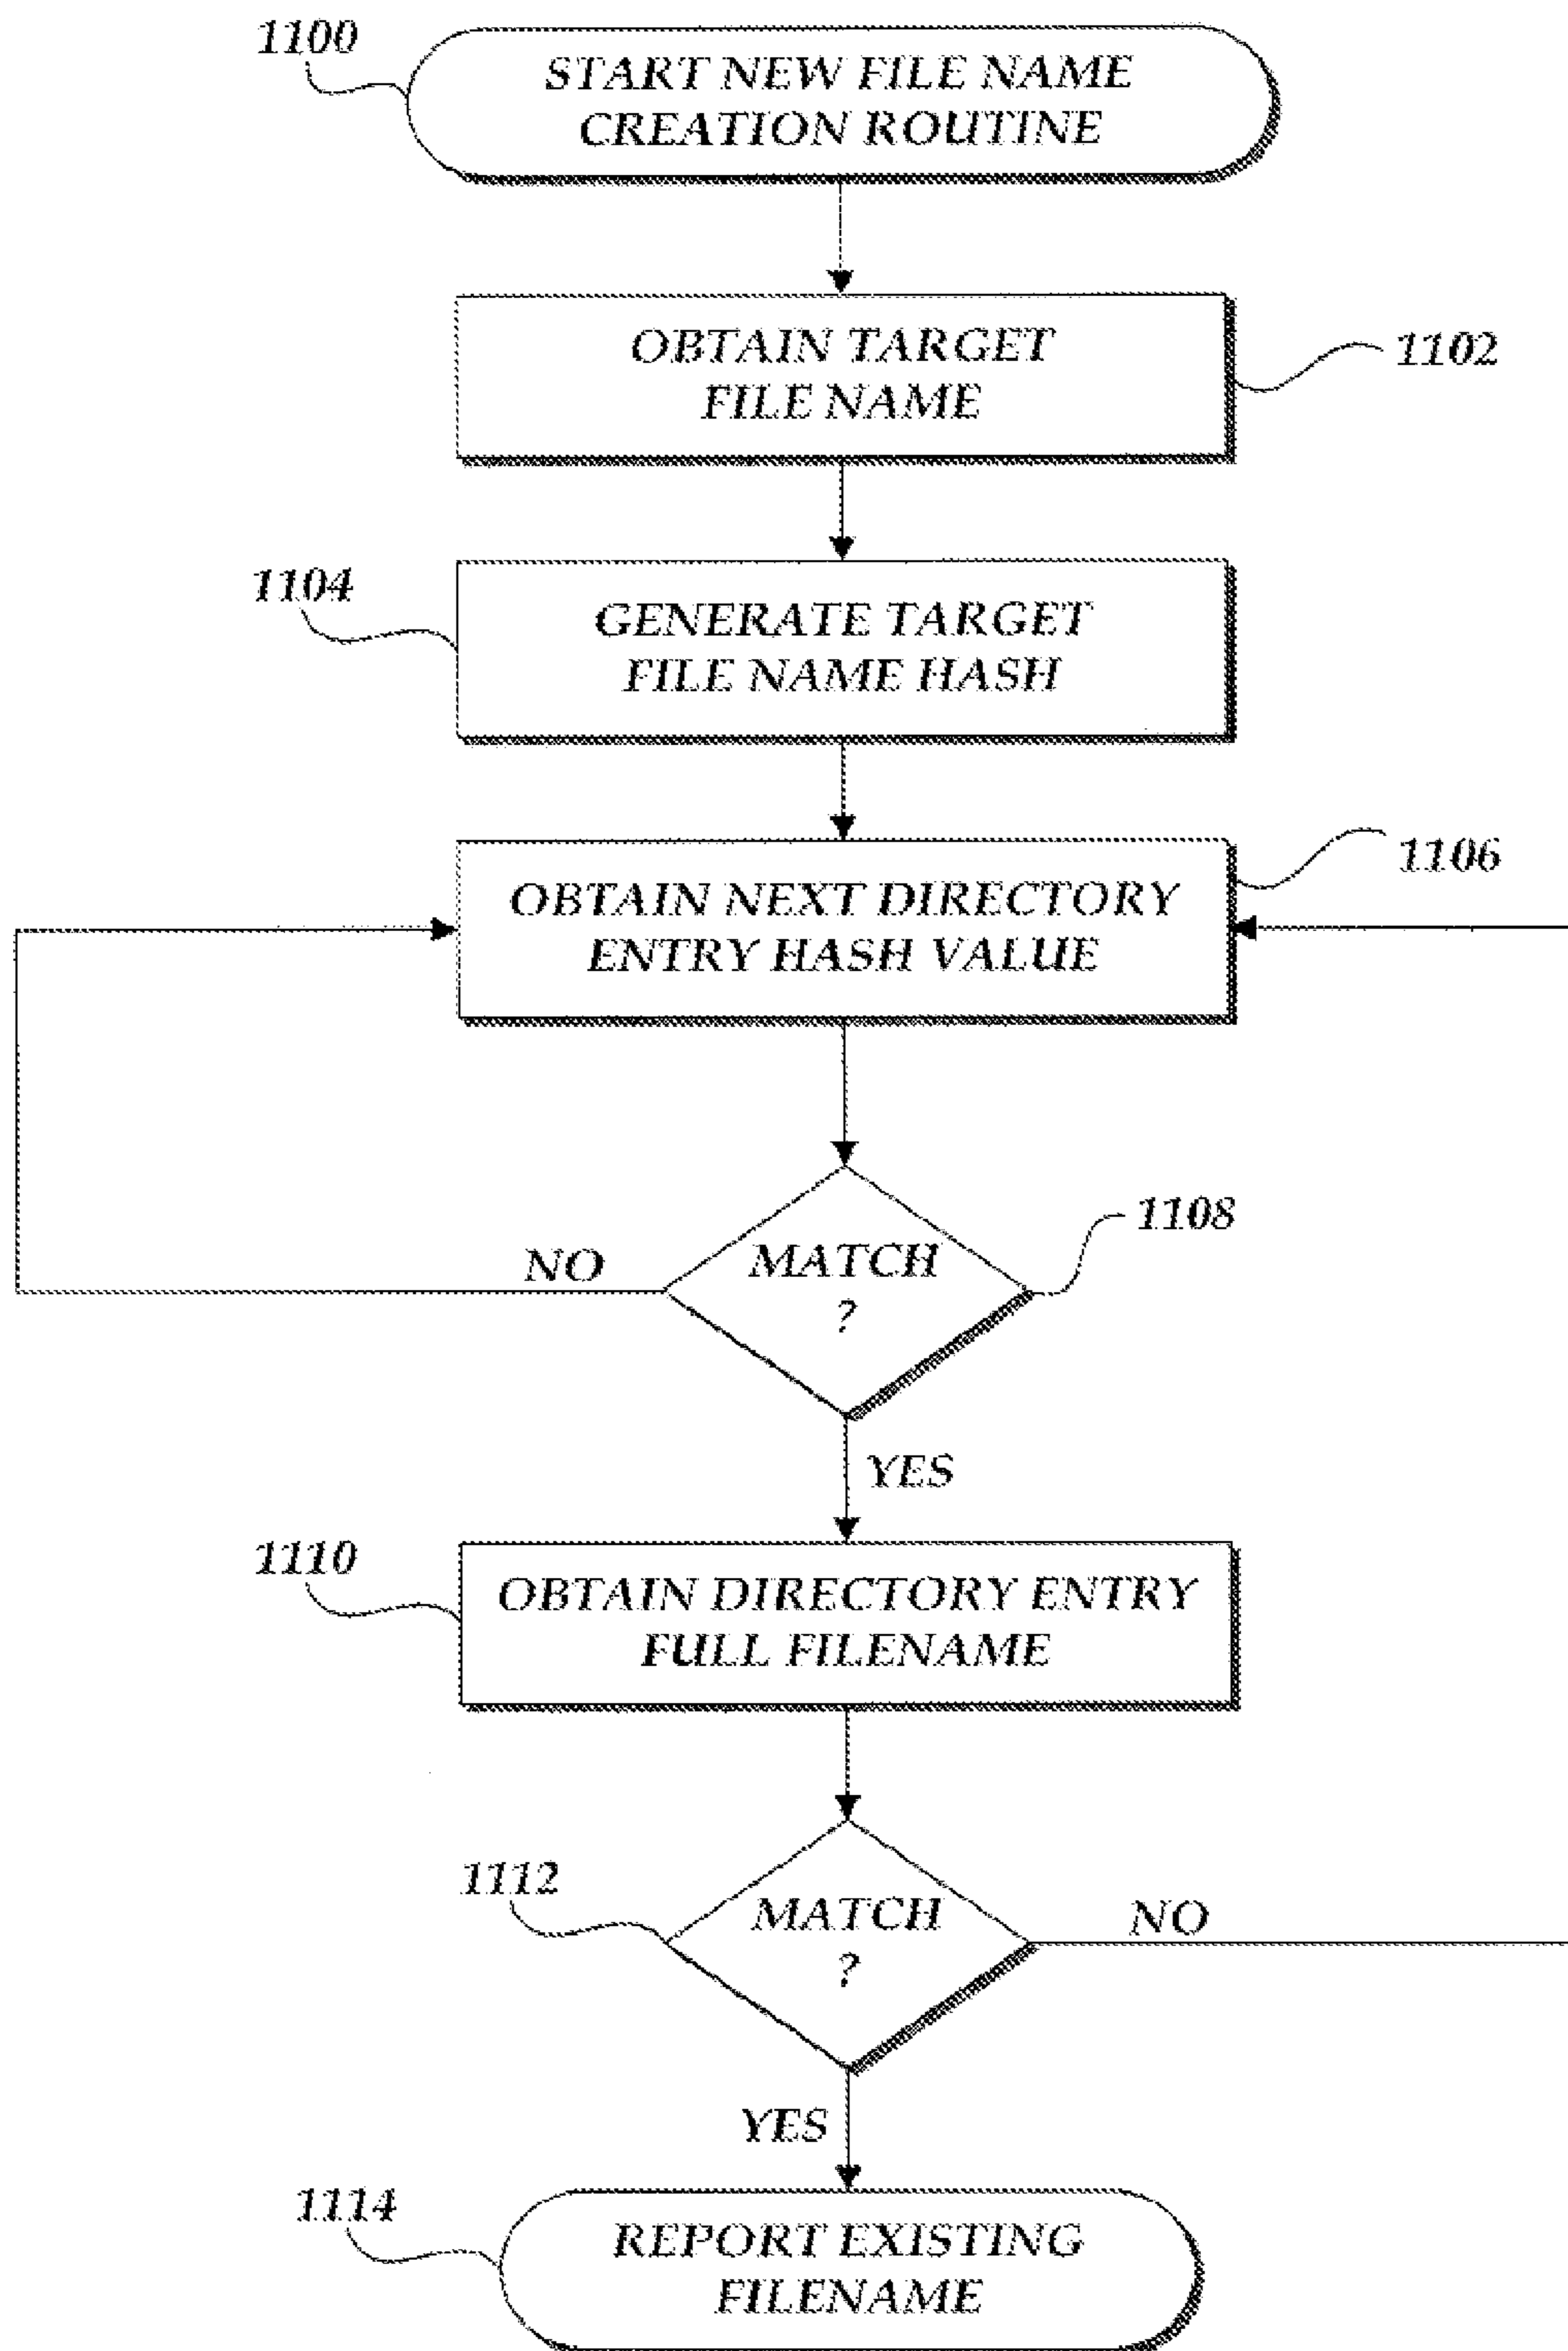 1100
START NEW FILE NAME
CREATION ROUTINE
OBTAIN TARGET
FILE NAME
1102
1104
GENERATE TARGET
FILE NAME HASH
1106
OBTAIN NEXT DIRECTORY
ENTRY HASH VALUE
1108
NO
MATCH
?
YES
1110
OBTAIN DIRECTORY ENTRY
FULL FILENAME
1112
MATCH
?
NO
YES
1114
REPORT EXISTING
FILENAME